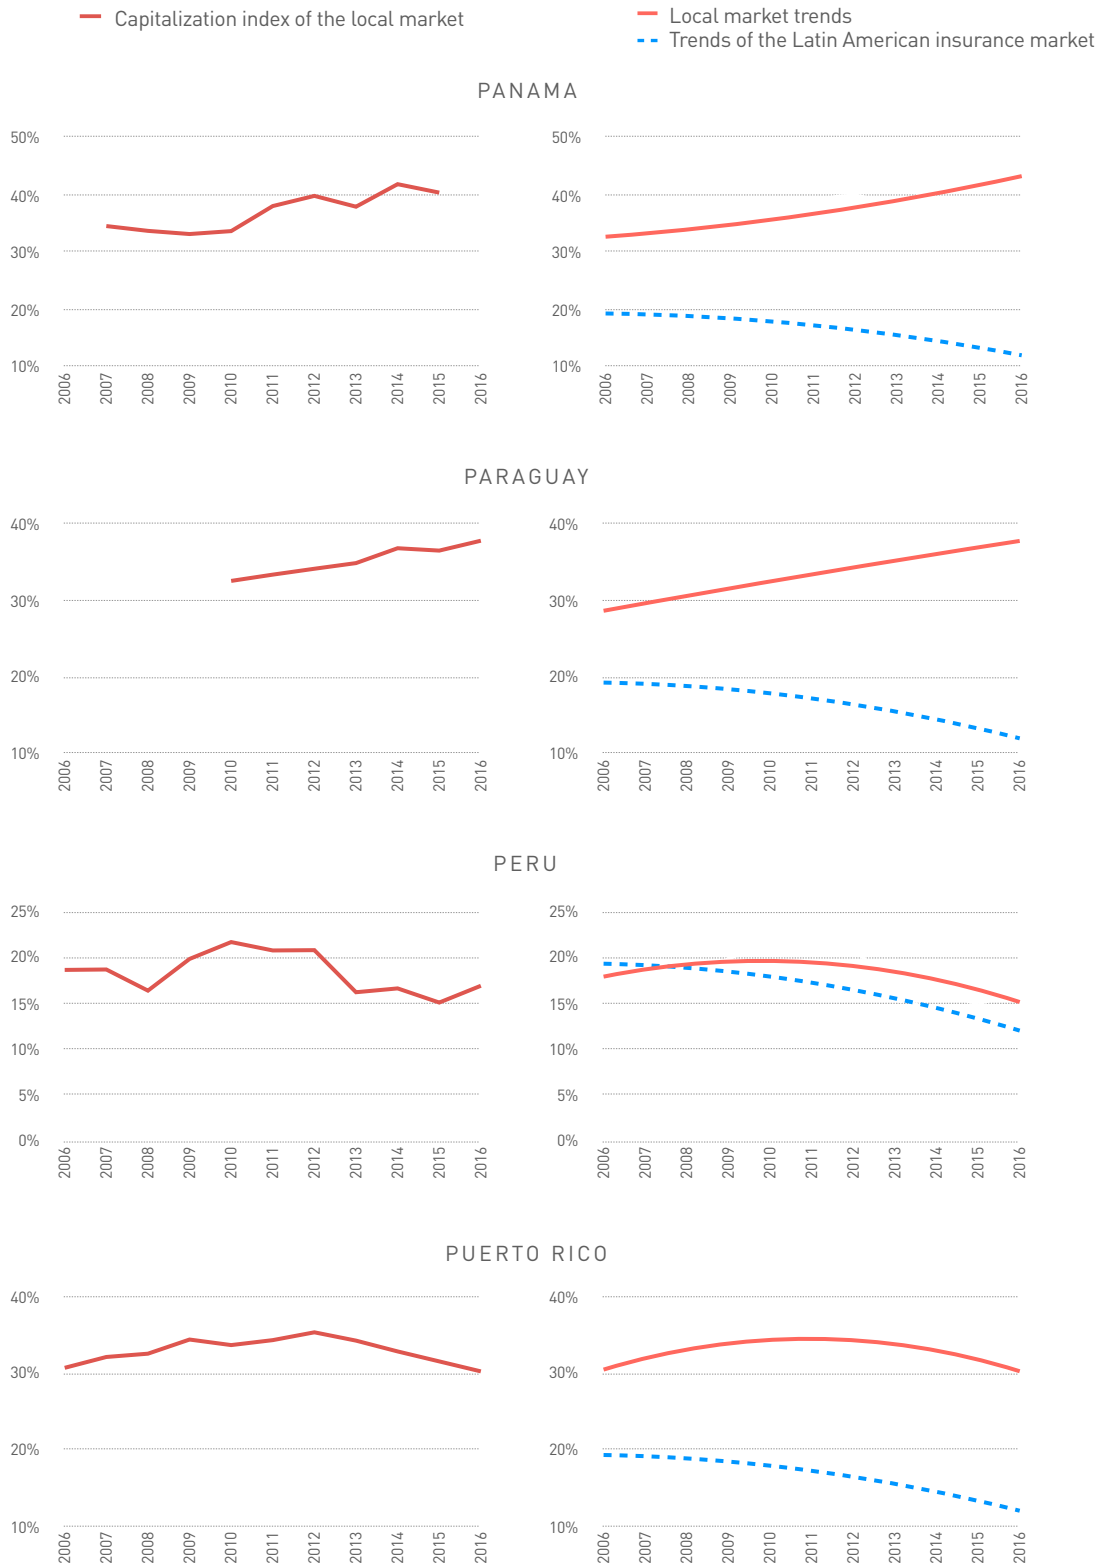 Capitalization index of the local market
Local market trends
Trends of the Latin American insurance market
PANAMA
50%
40%
30%
20%
10%
2006 2007 2008 2009 2010 2011 2012 2013 2014 2015 2016
50%
40%
30%
20%
10%
2006 2007 2008 2009 2010 2011 2012 2013 2014 2015 2016
PARAGUAY
40%
30%
20%
10%
2006 2007 2008 2009 2010 2011 2012 2013 2014 2015 2016
40%
30%
20%
10%
2006 2007 2008 2009 2010 2011 2012 2013 2014 2015 2016
PERU
25%
20%
15%
10%
5%
0%
2006 2007 2008 2009 2010 2011 2012 2013 2014 2015 2016
25%
20%
15%
10%
5%
0%
2006 2007 2008 2009 2010 2011 2012 2013 2014 2015 2016
PUERTO RICO
40%
30%
20%
10%
2006 2007 2008 2009 2010 2011 2012 2013 2014 2015 2016
40%
30%
20%
10%
2006 2007 2008 2009 2010 2011 2012 2013 2014 2015 2016